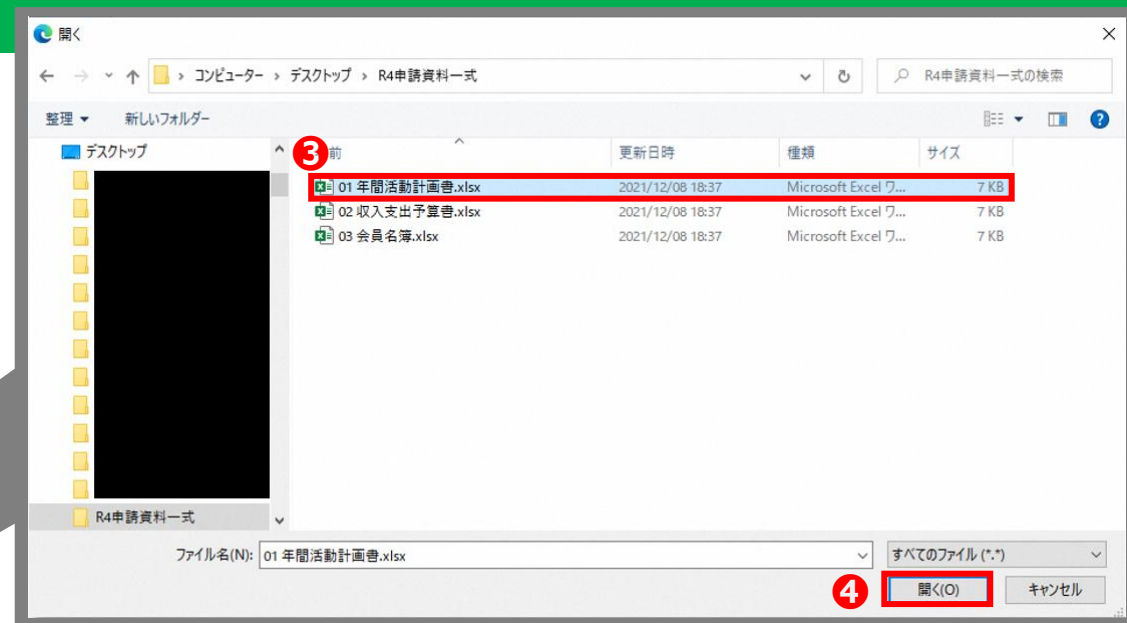 開く
コンピューター › デスクトップ › R4申請資料一式
R4申請資料一式の検索
整理 新しいフォルダー
デスクトップ
❸ 前 更新日時 種類 サイズ
01 年間活動計画書.xlsx 2021/12/08 18:37 Microsoft Excel ワ... 7 KB
02 収入支出予算書.xlsx 2021/12/08 18:37 Microsoft Excel ワ... 7 KB
03 会員名簿.xlsx 2021/12/08 18:37 Microsoft Excel ワ... 7 KB
R4申請資料一式
ファイル名(N): 01 年間活動計画書.xlsx すべてのファイル (*.*)
❹ 開く(O) キャンセル